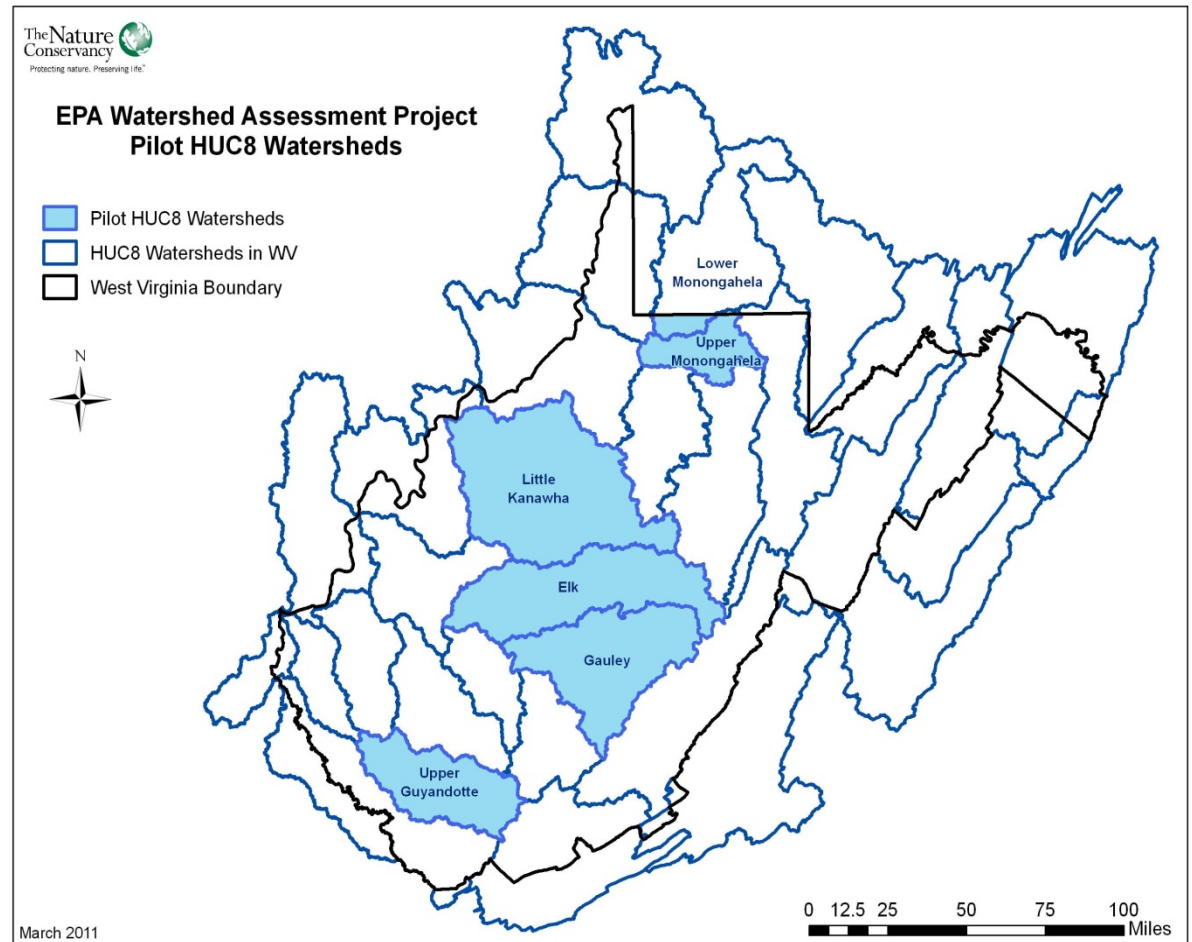 The Nature
Conservancy
Protecting nature. Preserving life.™
EPA Watershed Assessment Project
Pilot HUC8 Watersheds
Pilot HUC8 Watersheds
HUC8 Watersheds in WV
West Virginia Boundary
N
Lower
Monongahela
Upper
Monongahela
Little
Kanawha
Elk
Gauley
Upper
Guyandotte
0 12.5 25 50 75 100
Miles
March 2011